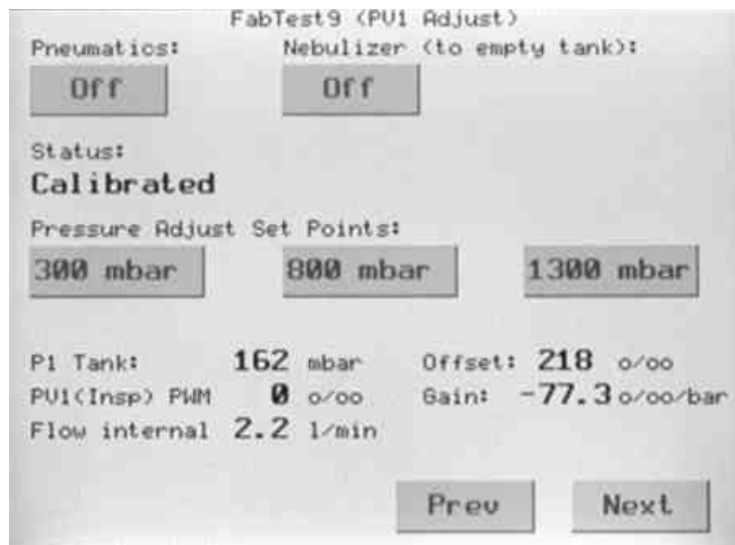 FabTest9 (PV1 Adjust)
Pneumatics: Nebulizer (to empty tank):
Off Off
Status:
Calibrated
Pressure Adjust Set Points:
300 mbar 800 mbar 1300 mbar
P1 Tank: 162 mbar Offset: 218 o/oo
PV1(Insp) PWM 0 o/oo Gain: -77.3 o/oo/bar
Flow internal 2.2 l/min
Prev Next